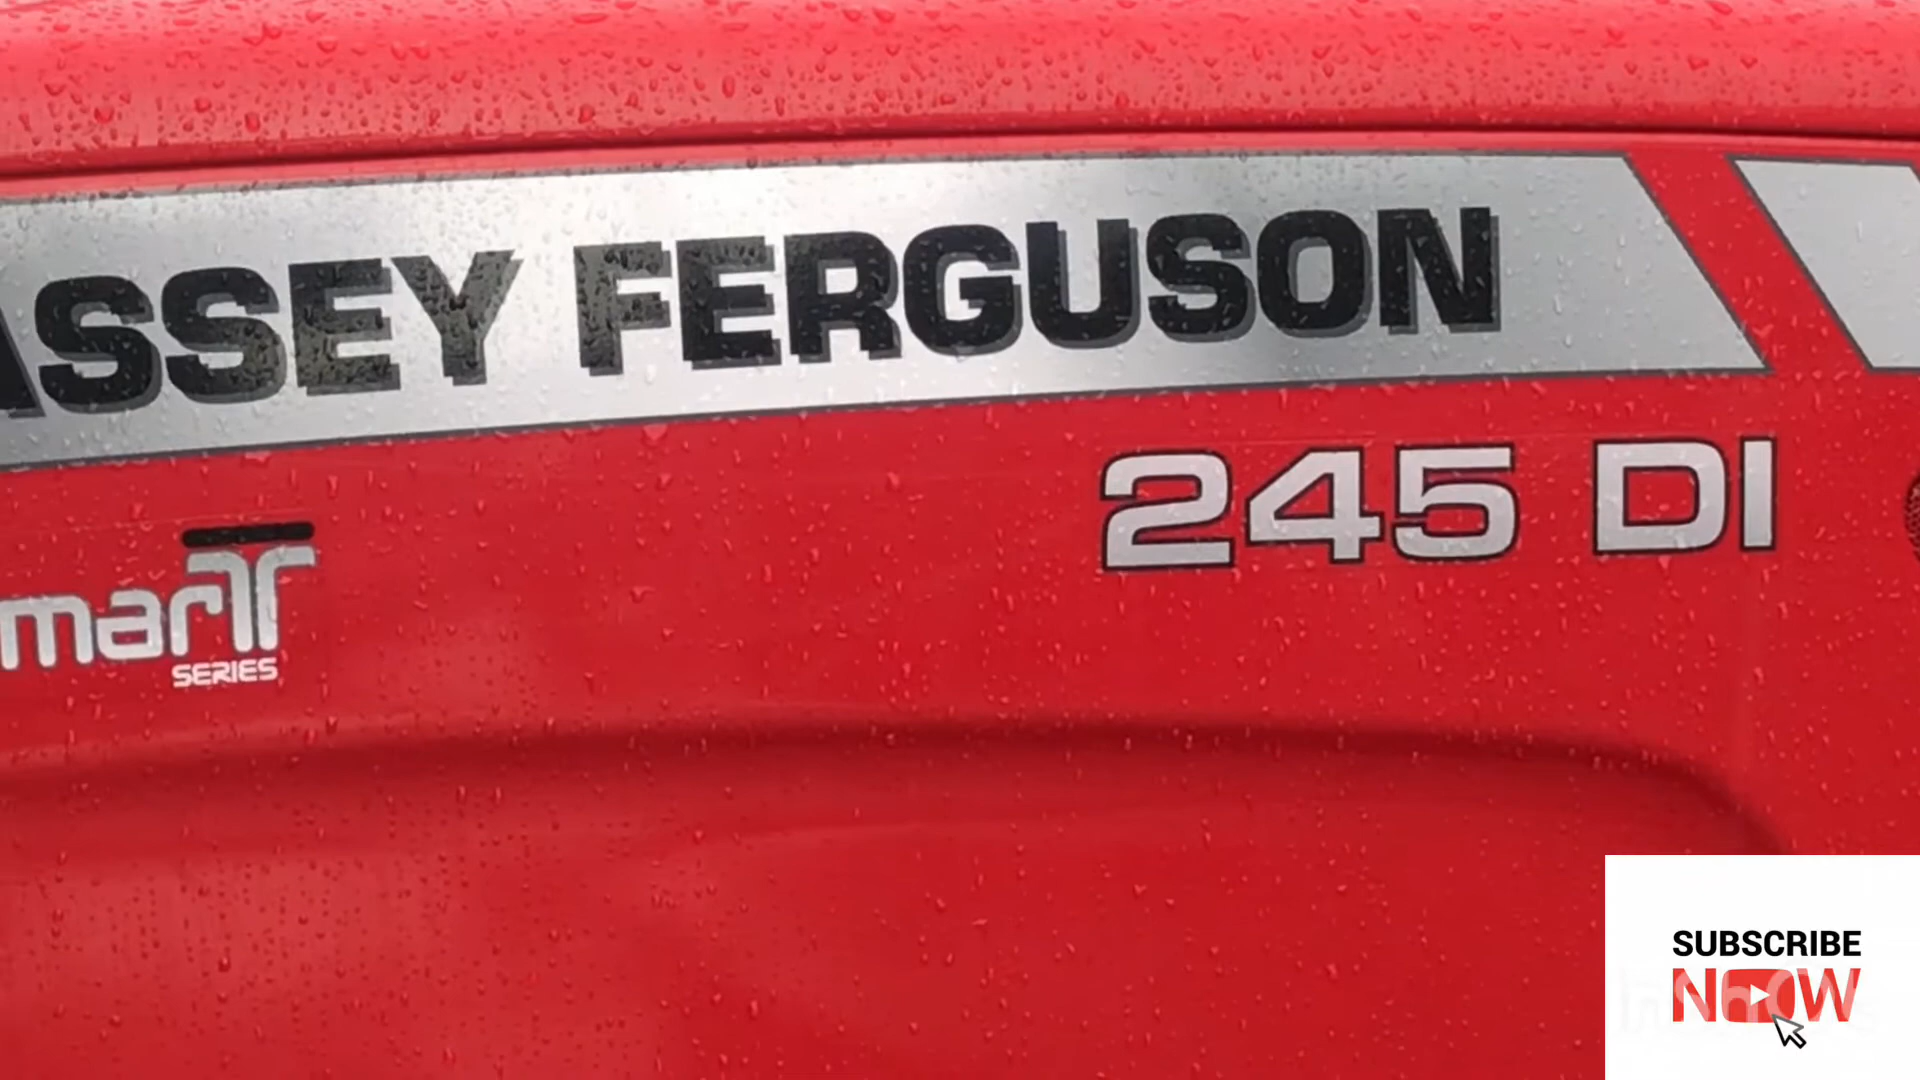 ASSEY FERGUSON
245 DI
marT
SERIES
SUBSCRIBE
NOW